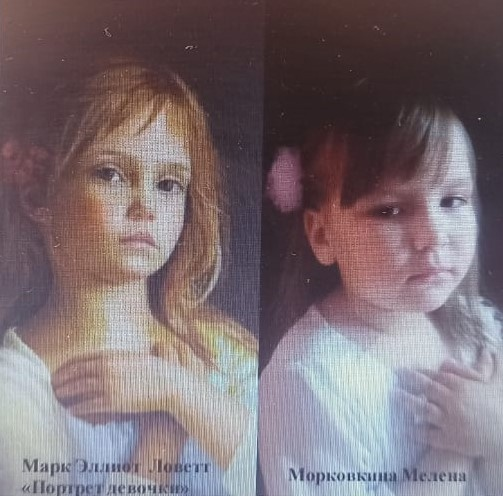 Марк Эллиот Ловетт
«Портрет девочки»
Морковкина Мелена